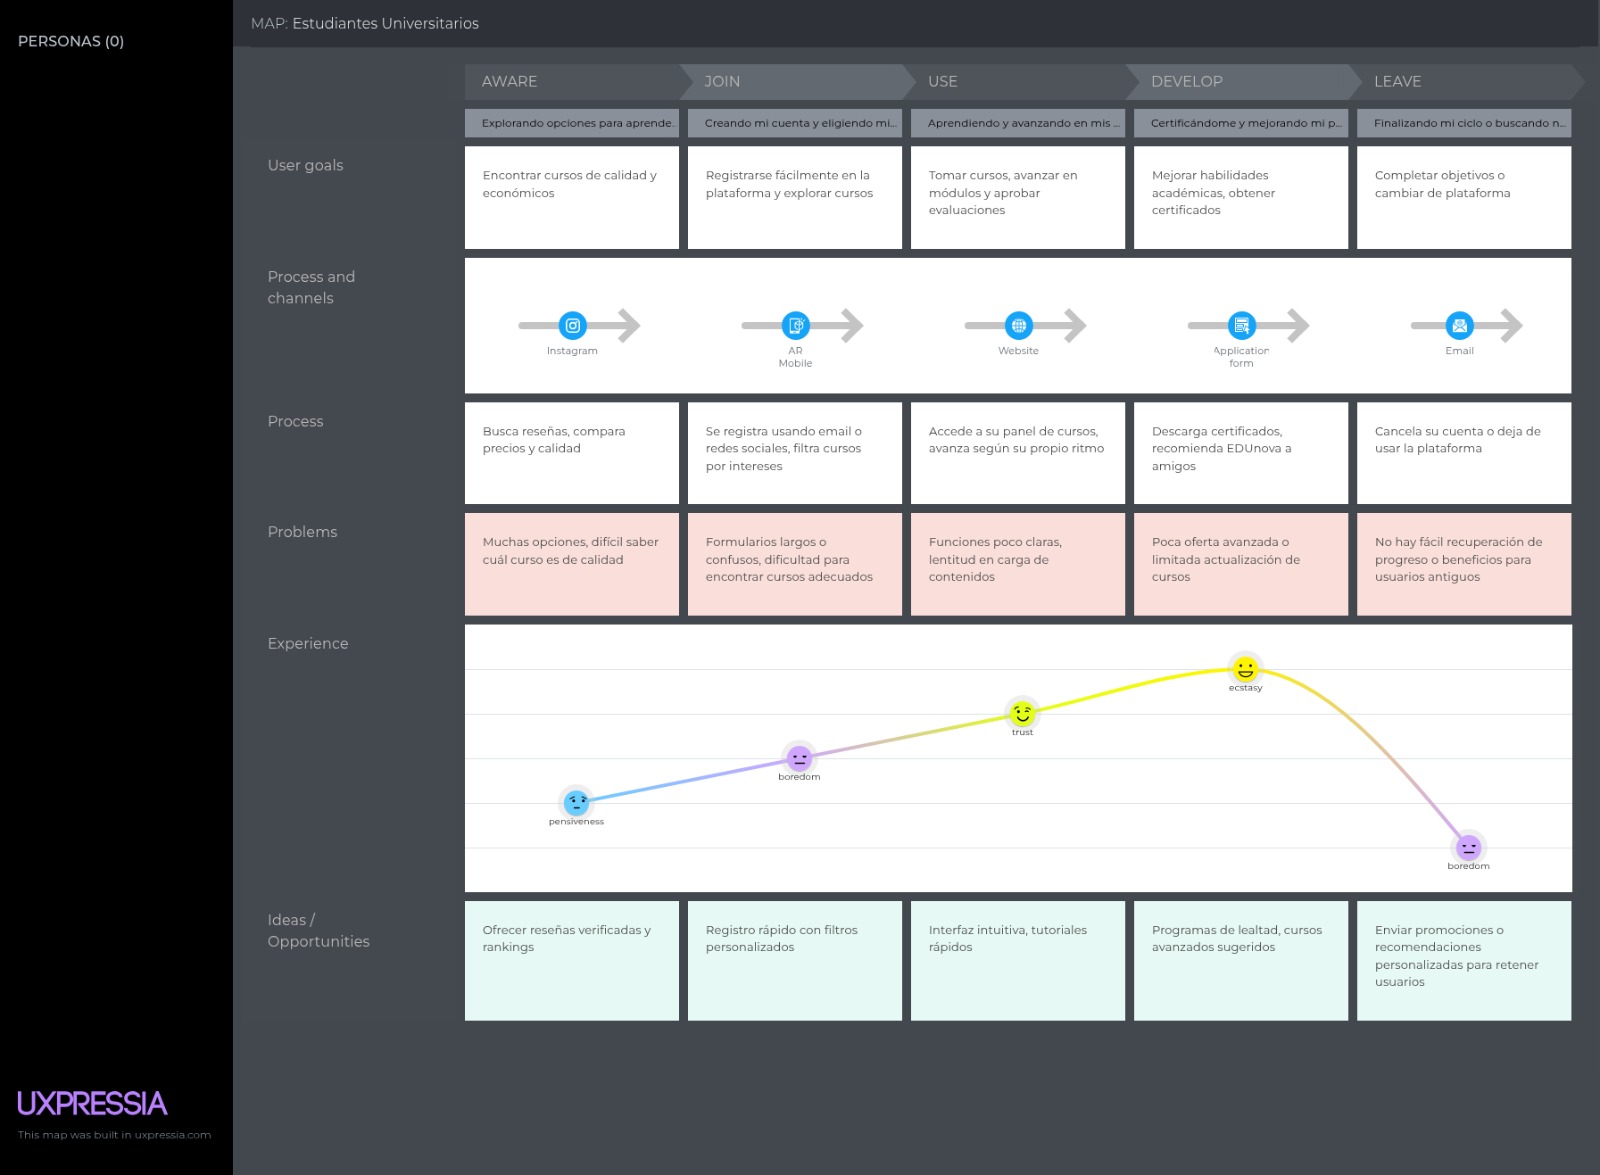 PERSONAS (0)
MAP: Estudiantes Universitarios
AWARE
JOIN
USE
DEVELOP
LEAVE
Explorando opciones para aprende
Creando mi cuenta y eligiendo mi...
Aprendiendo y avanzando en mis ...
Certificándome y mejorando mi p...
Finalizando mi ciclo o buscando n...
User goals
Encontrar cursos de calidad y
económicos
Registrarse fácilmente en la
plataforma y explorar cursos
Tomar cursos, avanzar en
módulos y aprobar
evaluaciones
Mejorar habilidades
académicas, obtener
certificados
Completar objetivos o
cambiar de plataforma
Process and
channels
Instagram
AR
Mobile
Website
Application
form
Email
Process
Busca reseñas, compara
precios y calidad
Se registra usando email o
redes sociales, filtra cursos
por intereses
Accede a su panel de cursos,
avanza según su propio ritmo
Descarga certificados,
recomienda EDUnova a
amigos
Cancela su cuenta o deja de
usar la plataforma
Problems
Muchas opciones, difícil saber
cuál curso es de calidad
Formularios largos o
confusos, dificultad para
encontrar cursos adecuados
Funciones poco claras,
lentitud en carga de
contenidos
Poca oferta avanzada o
limitada actualización de
cursos
No hay fácil recuperación de
progreso o beneficios para
usuarios antiguos
Experience
pensiveness
boredom
trust
ecstasy
boredom
Ideas /
Opportunities
Ofrecer reseñas verificadas y
rankings
Registro rápido con filtros
personalizados
Interfaz intuitiva, tutoriales
rápidos
Programas de lealtad, cursos
avanzados sugeridos
Enviar promociones o
recomendaciones
personalizadas para retener
usuarios
UXPRESSIA
This map was built in uxpressia.com